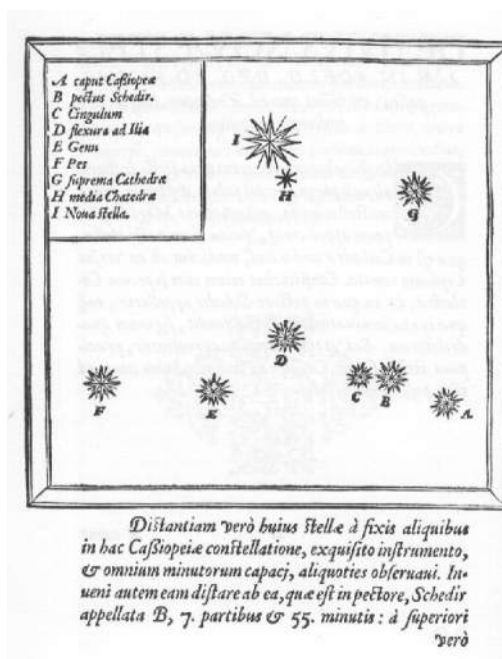 A caput Caßiopeæ
B pectus Schedir.
C Cingulum
D flexura ad Ilia
E Genu
F Pes
G suprema Cathedræ
H media Chatedræ
I Noua stella.
I
H
G
D
F
E
C
B
A
Distantiam verò huius stellæ à fixis aliquibus
in hac Caßiopeiæ constellatione, exquisito instrumento,
& omnium minutorum capacj, aliquoties obseruaui. In-
ueni autem eam distare ab ea, quæ est in pectore, Schedir
appellata B, 7. partibus & 55. minutis : à superiori
verò